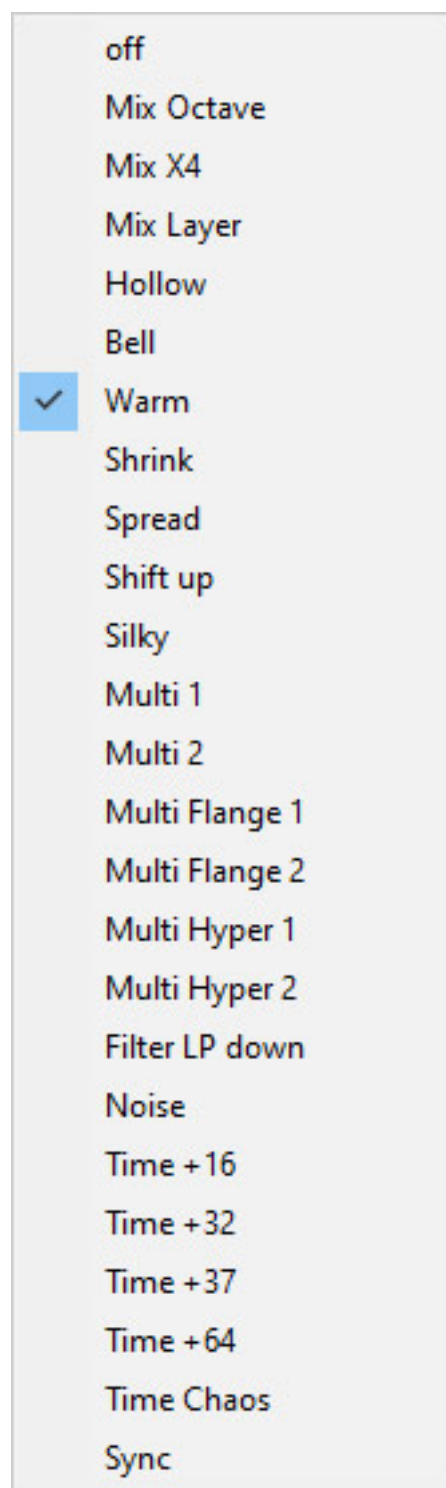 off
Mix Octave
Mix X4
Mix Layer
Hollow
Bell
Warm
Shrink
Spread
Shift up
Silky
Multi 1
Multi 2
Multi Flange 1
Multi Flange 2
Multi Hyper 1
Multi Hyper 2
Filter LP down
Noise
Time +16
Time +32
Time +37
Time +64
Time Chaos
Sync